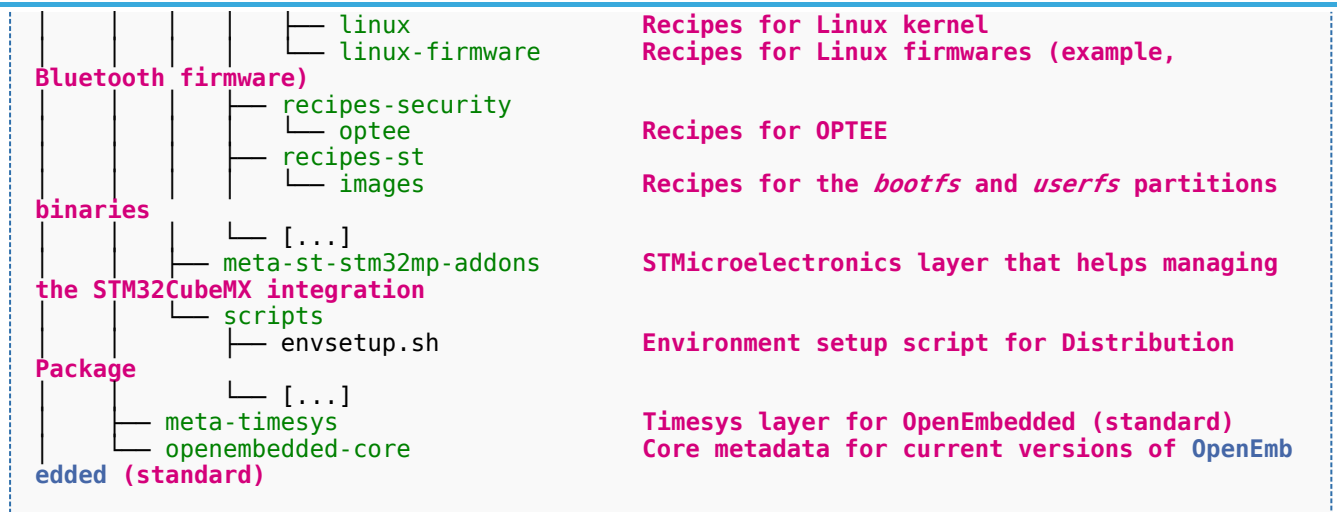 │   │   │   │   ├── linux                Recipes for Linux kernel
│   │   │   │   └── linux-firmware       Recipes for Linux firmwares (example,
Bluetooth firmware)
│   │   │   ├── recipes-security
│   │   │   │   └── optee                Recipes for OPTEE
│   │   │   ├── recipes-st
│   │   │   │   └── images               Recipes for the bootfs and userfs partitions
binaries
│   │   │   └── [...]
│   │   ├── meta-st-stm32mp-addons       STMicroelectronics layer that helps managing
the STM32CubeMX integration
│   │   └── scripts
│   │       ├── envsetup.sh              Environment setup script for Distribution
Package
│   │       └── [...]
│   ├── meta-timesys                     Timesys layer for OpenEmbedded (standard)
│   └── openembedded-core                Core metadata for current versions of OpenEmb
edded (standard)